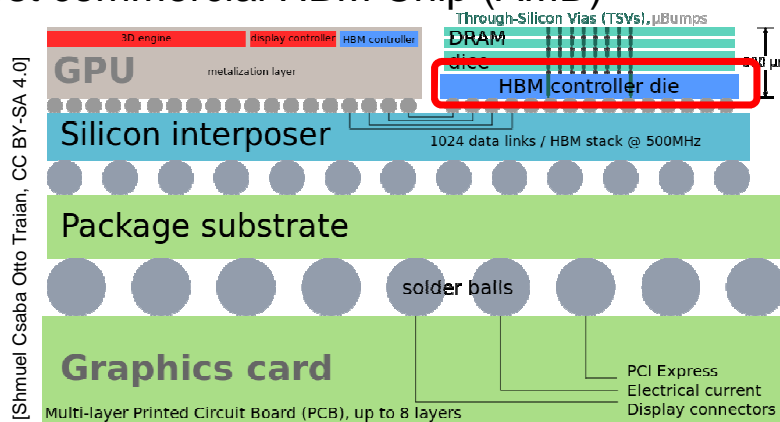 Through-Silicon Vias (TSVs), µBumps
3D engine
display controller
HBM controller
DRAM
dice
GPU
metalization layer
HBM controller die
Silicon interposer
1024 data links / HBM stack @ 500MHz
Package substrate
solder balls
Graphics card
PCI Express
Electrical current
Display connectors
Multi-layer Printed Circuit Board (PCB), up to 8 layers
[Shmuel Csaba Otto Traian, CC BY-SA 4.0]